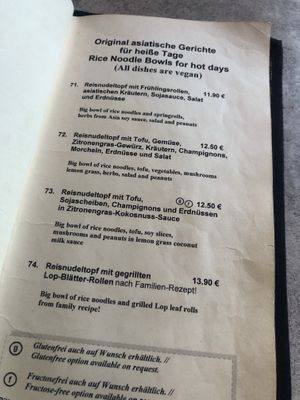 Original asiatische Gerichte
für heiße Tage
Rice Noodle Bowls for hot days
(All dishes are vegan)
71. Reisnudeltopf mit Frühlingsrollen, 11.90 €
asiatischen Kräutern, Sojasauce, Salat
und Erdnüsse
Big bowl of rice noodles and springrolls,
herbs from Asia soy sauce, salad and peanuts
72. Reisnudeltopf mit Tofu, Gemüse, 12.50 €
Zitronengras-Gewürz, Kräutern, Champignons,
Morcheln, Erdnüsse und Salat
Big bowl of rice noodles, tofu, vegetables, mushrooms
lemon grass, herbs, salad and peanuts
73. Reisnudeltopf mit Tofu, g f 12.50 €
Sojascheiben, Champignons und Erdnüssen
in Zitronengras-Kokosnuss-Sauce
Big bowl of rice noodles, tofu, soy slices,
mushrooms and peanuts in lemon grass coconut
milk sauce
74. Reisnudeltopf mit gegrillten 13.90 €
Lop-Blätter-Rollen nach Familien-Rezept!
Big bowl of rice noodles and grilled Lop leaf rolls
from family recipe!
g Glutenfrei auch auf Wunsch erhältlich. //
Glutenfree option available on request.
f Fructosefrei auch auf Wunsch erhältlich. //
Fructosefree option available on request.